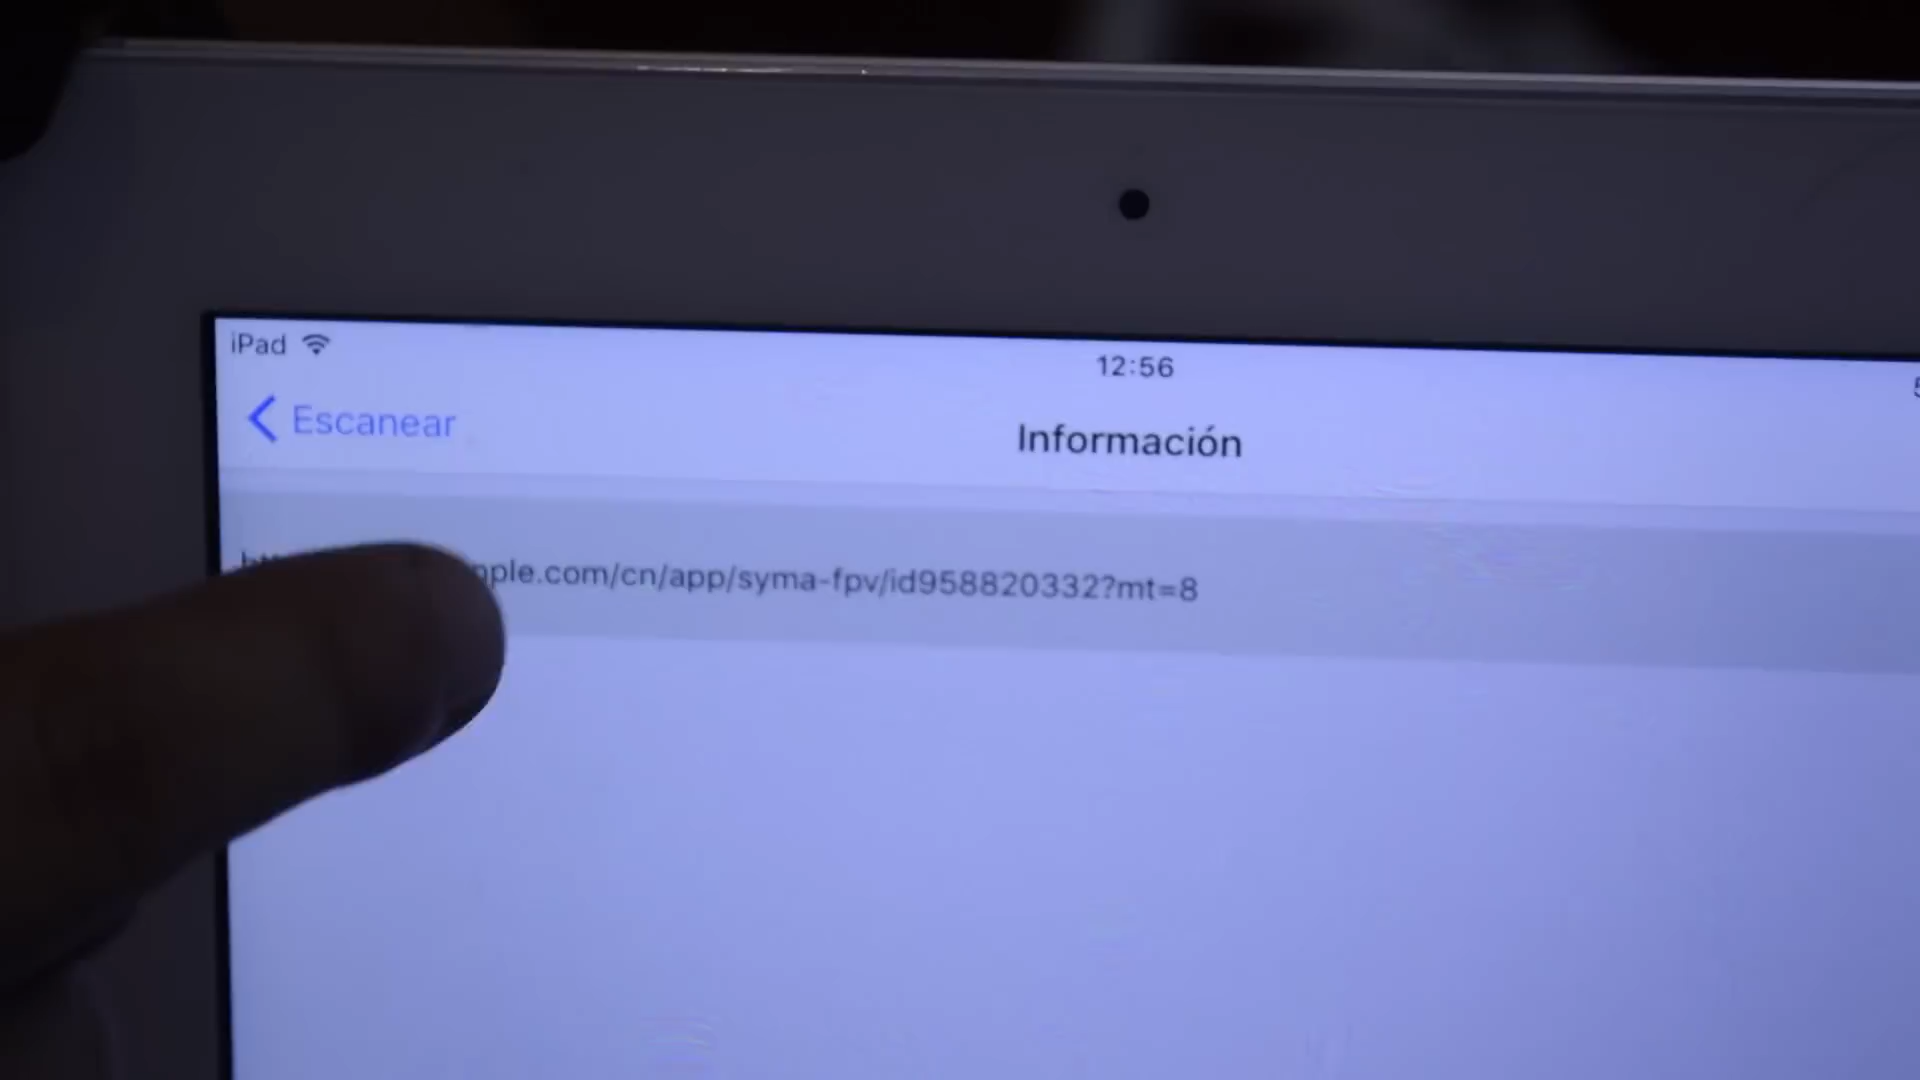 iPad
12:56
Escanear
Información
pple.com/cn/app/syma-fpv/id958820332?mt=8